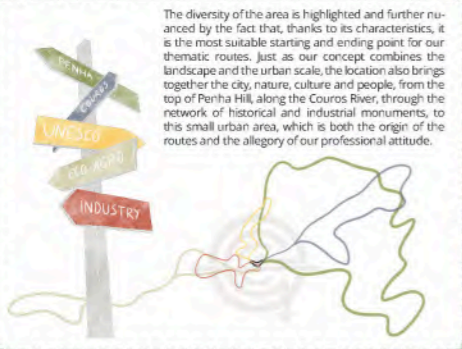 The diversity of the area is highlighted and further nu-
anced by the fact that, thanks to its characteristics, it
is the most suitable starting and ending point for our
thematic routes. Just as our concept combines the
landscape and the urban scale, the location also brings
together the city, nature, culture and people, from the
top of Penha Hill, along the Couros River, through the
network of historical and industrial monuments, to
this small urban area, which is both the origin of the
routes and the allegory of our professional attitude.
PENHA
COUROS
UNESCO
ECO-AGRO
INDUSTRY